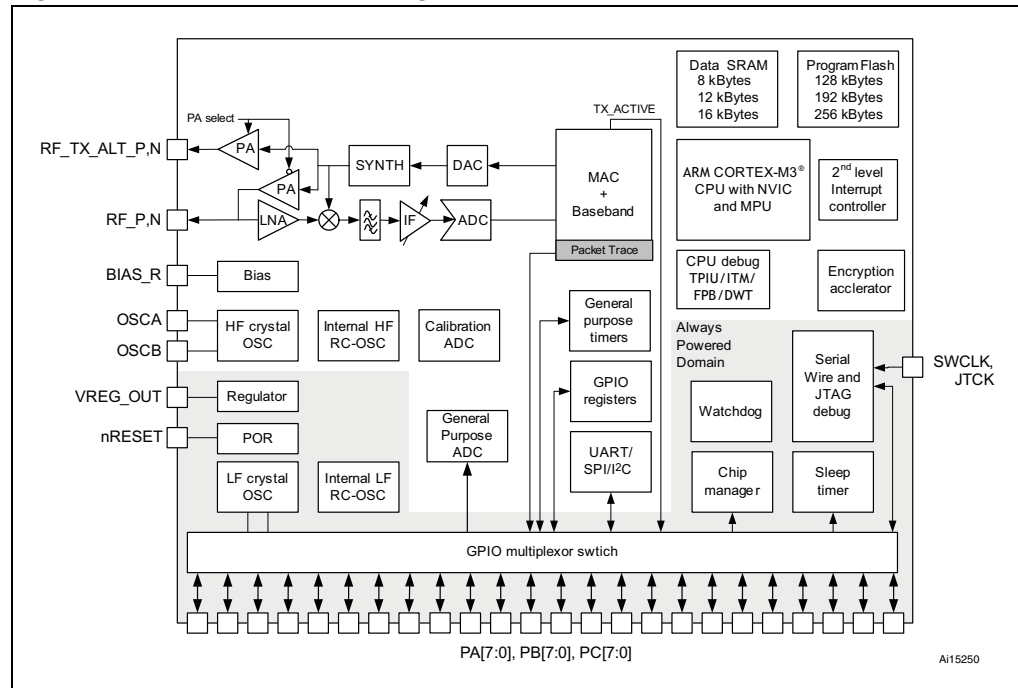 Data SRAM
8 kBytes
12 kBytes
16 kBytes
Program Flash
128 kBytes
192 kBytes
256 kBytes
TX_ACTIVE
PA select
RF_TX_ALT_P,N
PA
SYNTH
DAC
MAC
+
Baseband
ARM CORTEX-M3®
CPU with NVIC
and MPU
2nd level
Interrupt
controller
PA
RF_P,N
LNA
IF
ADC
Packet Trace
BIAS_R
Bias
CPU debug
TPIU/ITM/
FPB/DWT
Encryption
acclerator
OSCA
OSCB
HF crystal
OSC
Internal HF
RC-OSC
Calibration
ADC
General
purpose
timers
Always
Powered
Domain
Serial
Wire and
JTAG
debug
SWCLK,
JTCK
VREG_OUT
Regulator
GPIO
registers
Watchdog
nRESET
POR
General
Purpose
ADC
UART/
SPI/I²C
LF crystal
OSC
Internal LF
RC-OSC
Chip
manager
Sleep
timer
GPIO multiplexor swtich
PA[7:0], PB[7:0], PC[7:0]
Ai15250